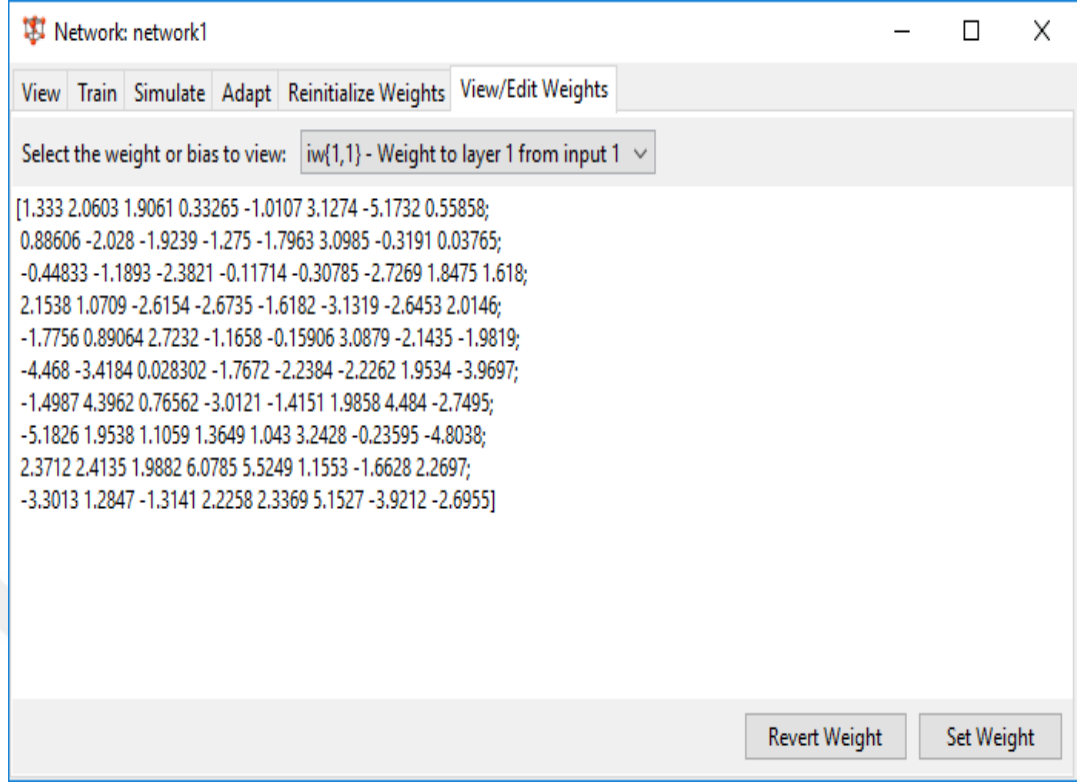 Network: network1
View Train Simulate Adapt Reinitialize Weights View/Edit Weights
Select the weight or bias to view: iw{1,1} - Weight to layer 1 from input 1
[1.333 2.0603 1.9061 0.33265 -1.0107 3.1274 -5.1732 0.55858;
0.88606 -2.028 -1.9239 -1.275 -1.7963 3.0985 -0.3191 0.03765;
-0.44833 -1.1893 -2.3821 -0.11714 -0.30785 -2.7269 1.8475 1.618;
2.1538 1.0709 -2.6154 -2.6735 -1.6182 -3.1319 -2.6453 2.0146;
-1.7756 0.89064 2.7232 -1.1658 -0.15906 3.0879 -2.1435 -1.9819;
-4.468 -3.4184 0.028302 -1.7672 -2.2384 -2.2262 1.9534 -3.9697;
-1.4987 4.3962 0.76562 -3.0121 -1.4151 1.9858 4.484 -2.7495;
-5.1826 1.9538 1.1059 1.3649 1.043 3.2428 -0.23595 -4.8038;
2.3712 2.4135 1.9882 6.0785 5.5249 1.1553 -1.6628 2.2697;
-3.3013 1.2847 -1.3141 2.2258 2.3369 5.1527 -3.9212 -2.6955]
Revert Weight Set Weight